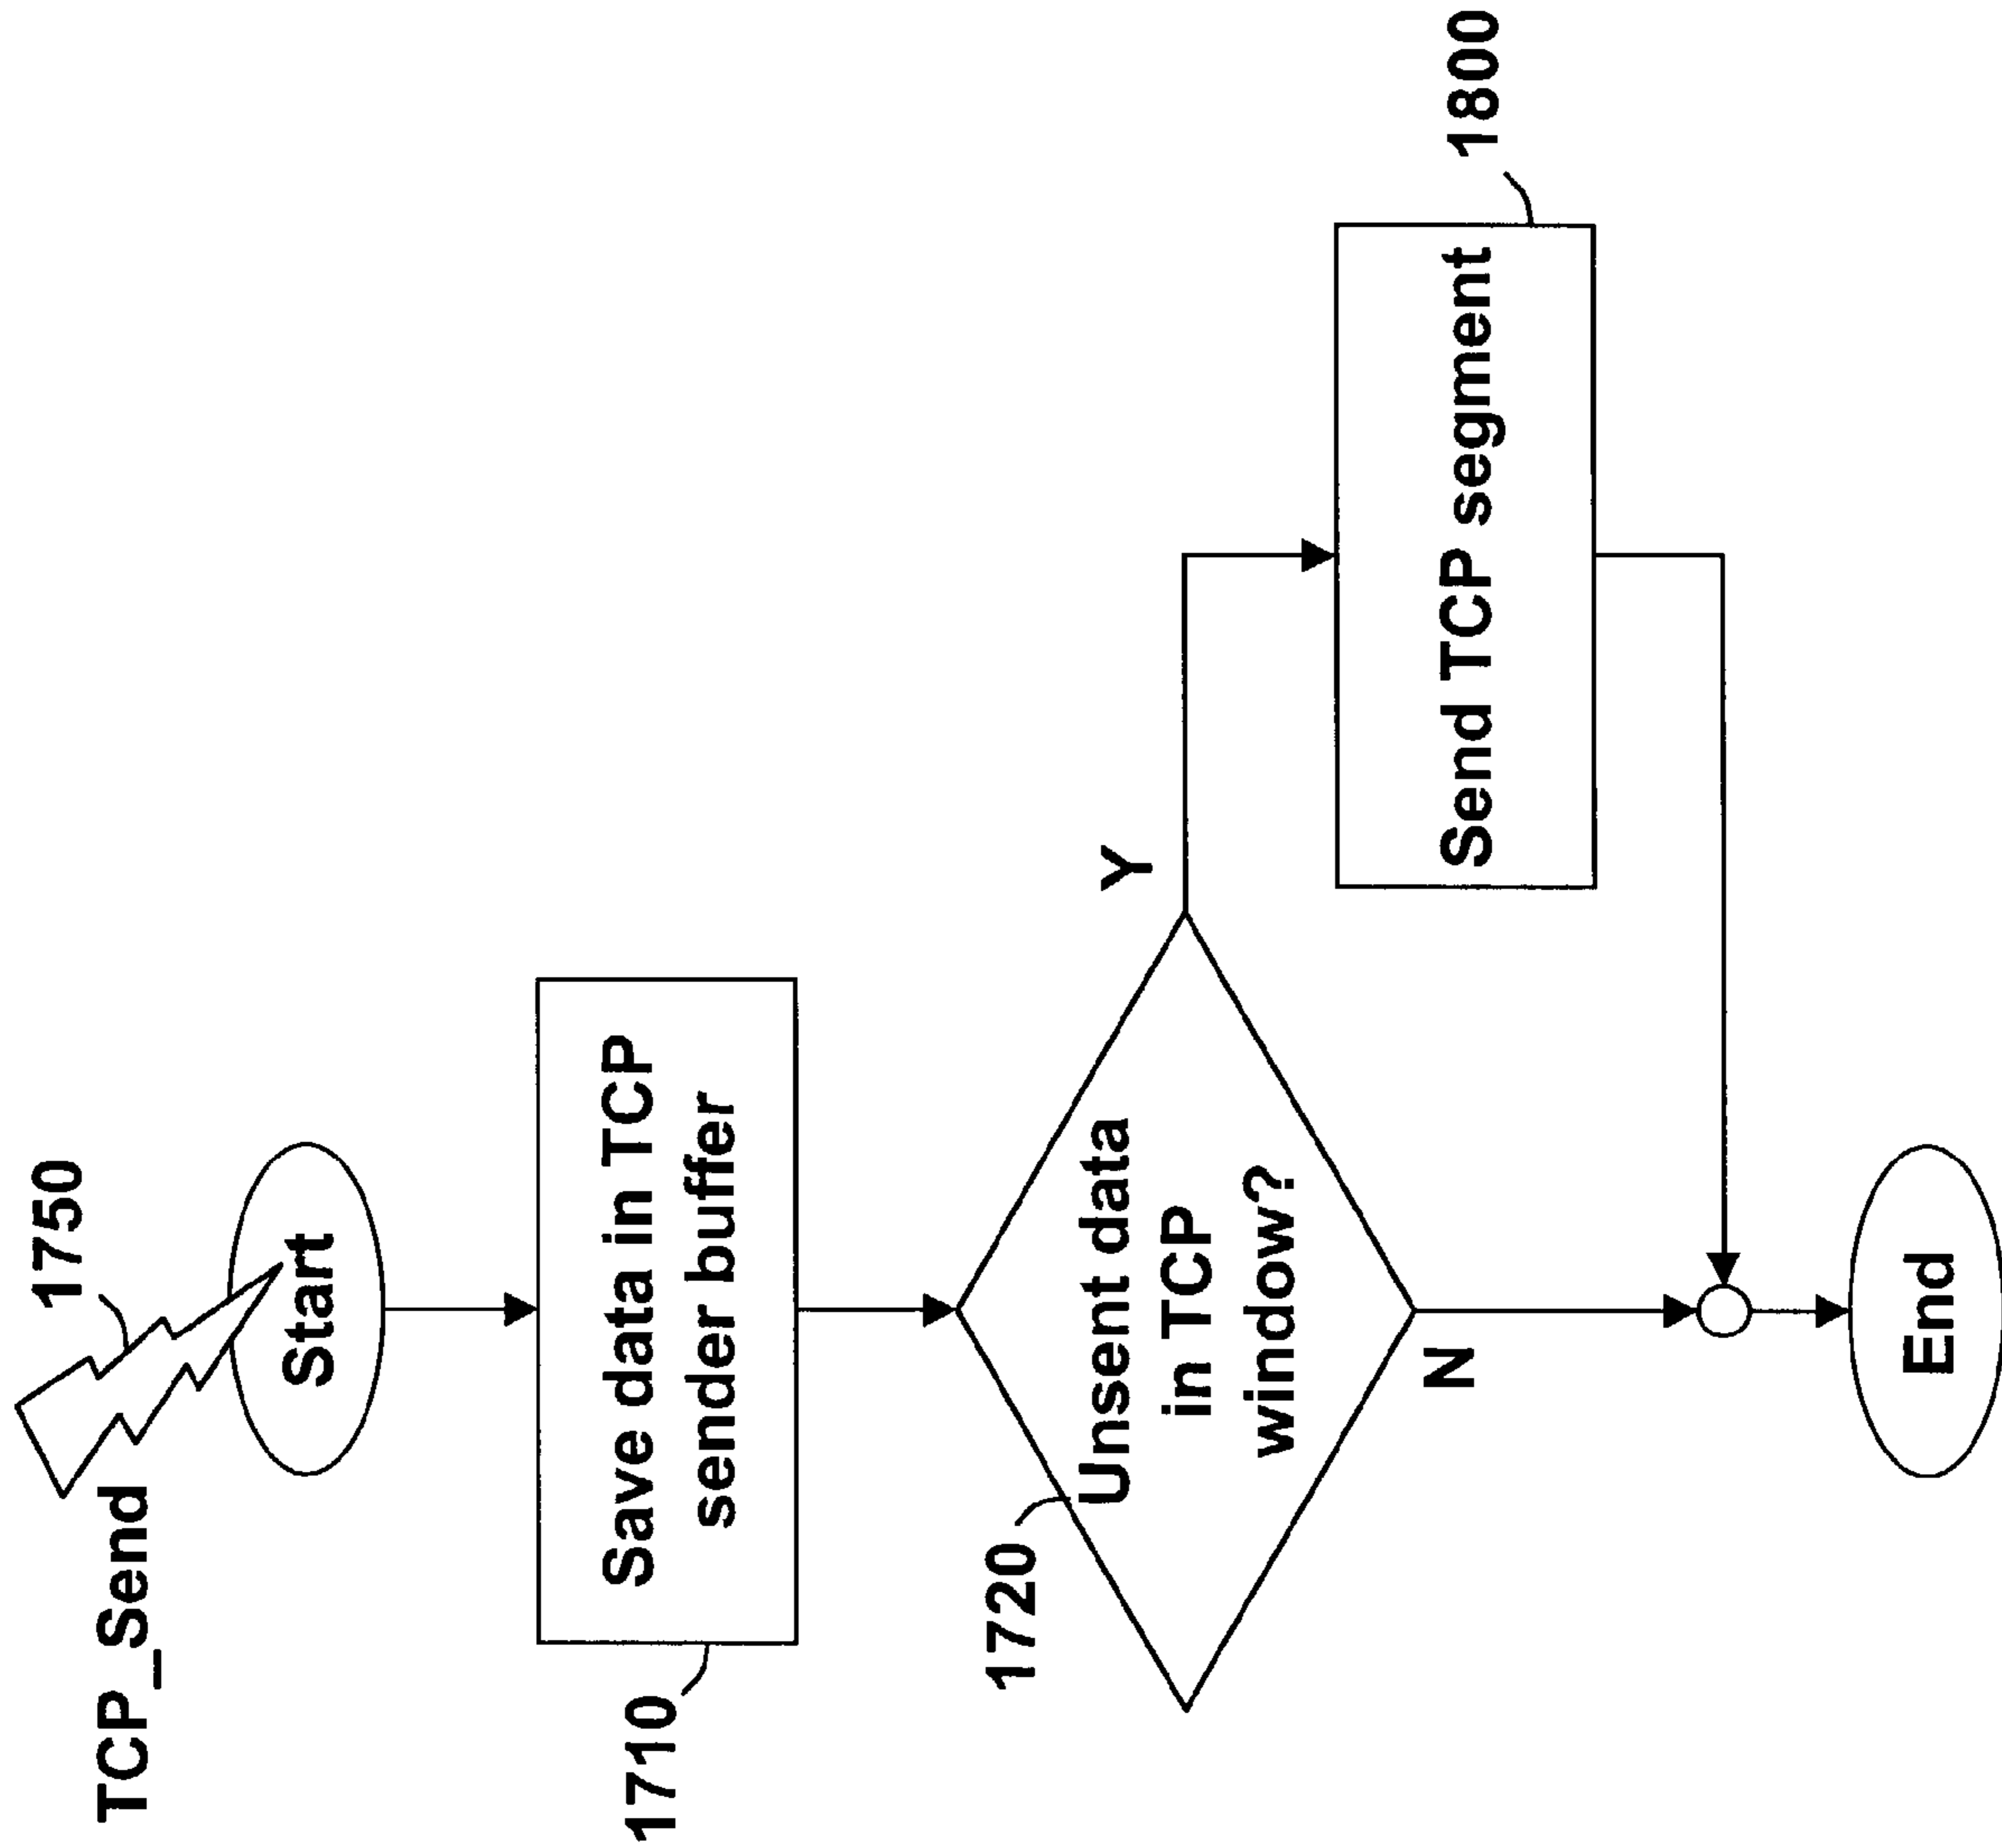 TCP_Send
1750
Start
1710
Save data in TCP
sender buffer
1720
Unsent data
in TCP
window?
Y
N
Send TCP segment
1800
End